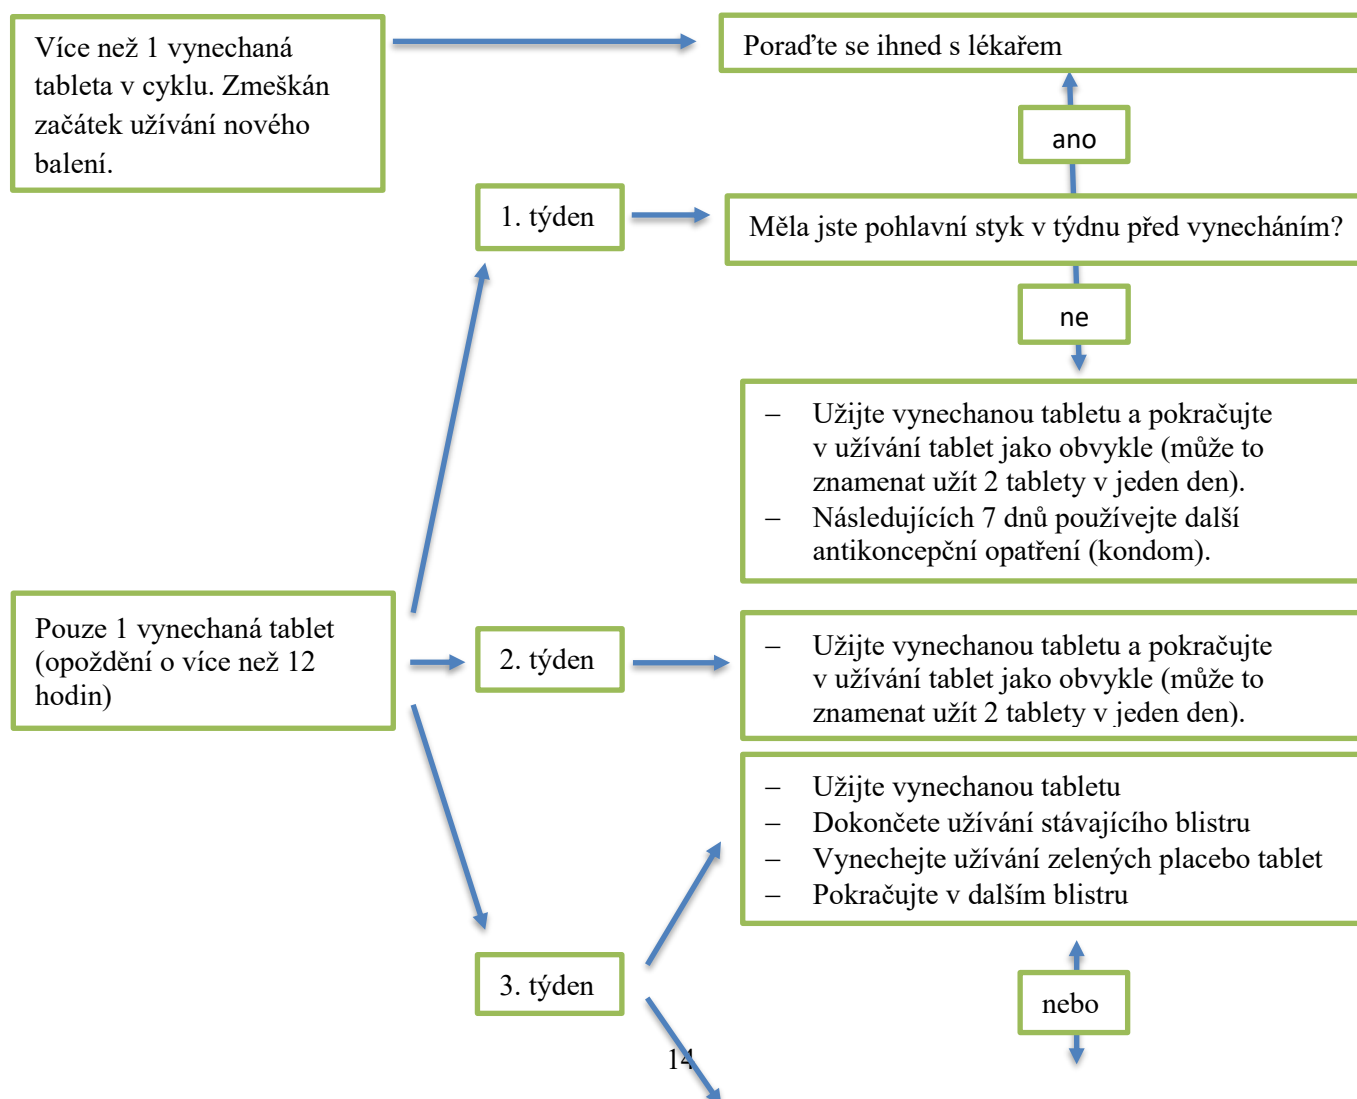 Více než 1 vynechaná
tableta v cyklu. Zmeškán
začátek užívání nového
balení.
Poraďte se ihned s lékařem
ano
1. týden
Měla jste pohlavní styk v týdnu před vynecháním?
ne
– Užijte vynechanou tabletu a pokračujte
v užívání tablet jako obvykle (může to
znamenat užít 2 tablety v jeden den).
– Následujících 7 dnů používejte další
antikoncepční opatření (kondom).
Pouze 1 vynechaná tablet
(opoždění o více než 12
hodin)
2. týden
– Užijte vynechanou tabletu a pokračujte
v užívání tablet jako obvykle (může to
znamenat užít 2 tablety v jeden den).
– Užijte vynechanou tabletu
– Dokončete užívání stávajícího blistru
– Vynechejte užívání zelených placebo tablet
– Pokračujte v dalším blistru
3. týden
nebo
14